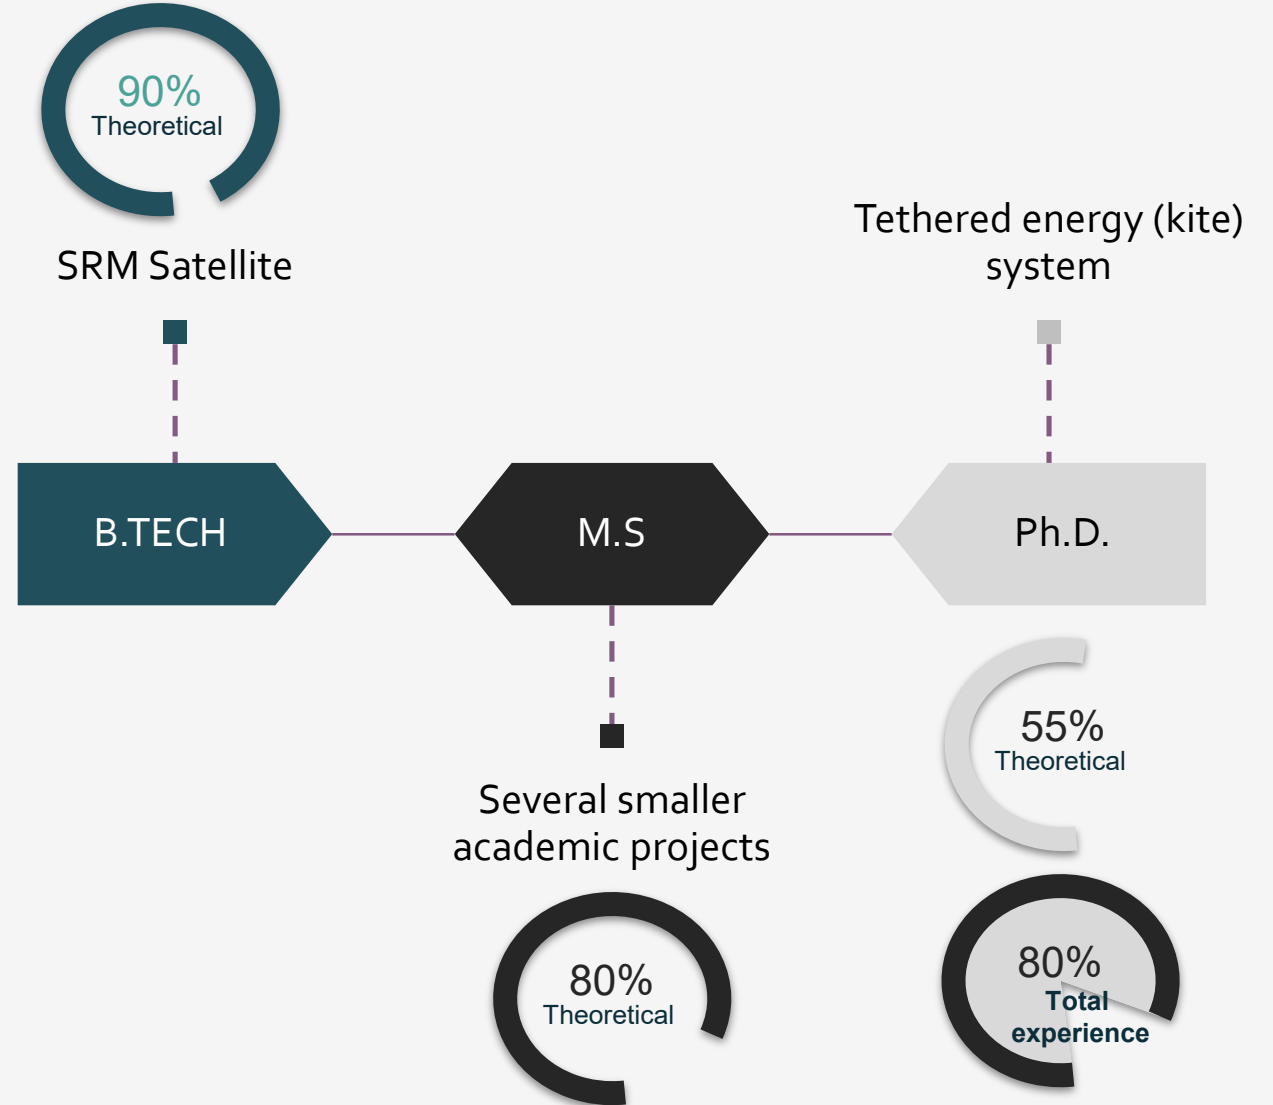 90%
Theoretical
SRM Satellite
Tethered energy (kite)
system
B.TECH
M.S
Ph.D.
Several smaller
academic projects
80%
Theoretical
55%
Theoretical
80%
Total
experience